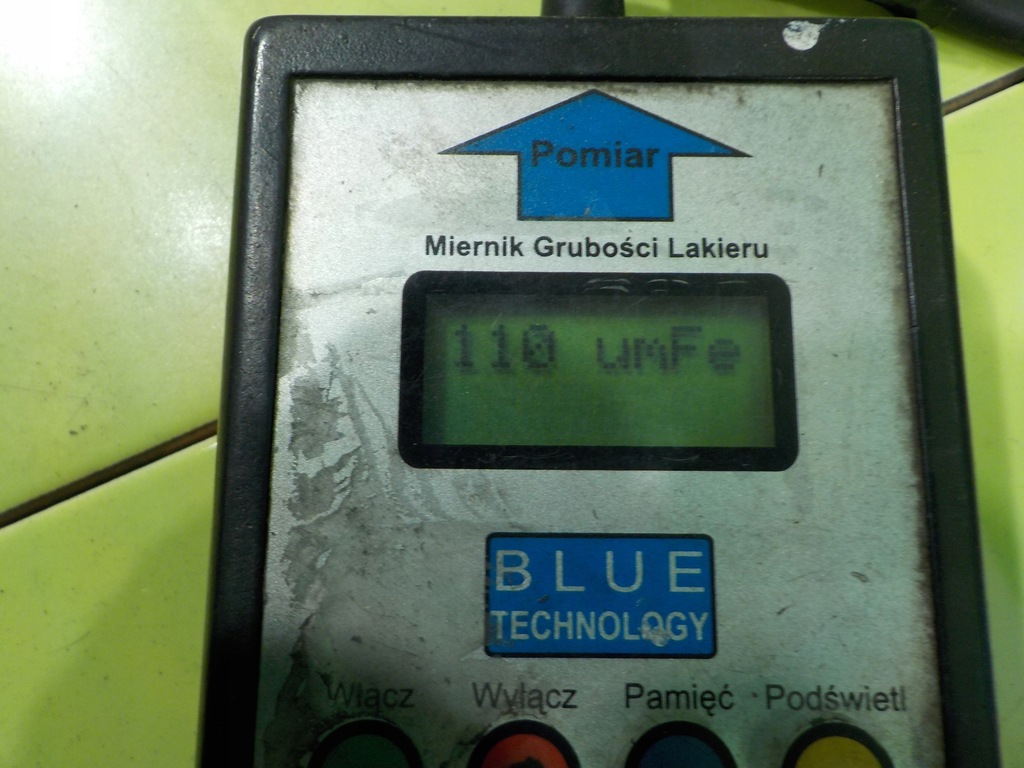 Pomiar
Miernik Grubości Lakieru
110 umFe
BLUE
TECHNOLOGY
Włącz Wyłącz Pamięć Podświetl